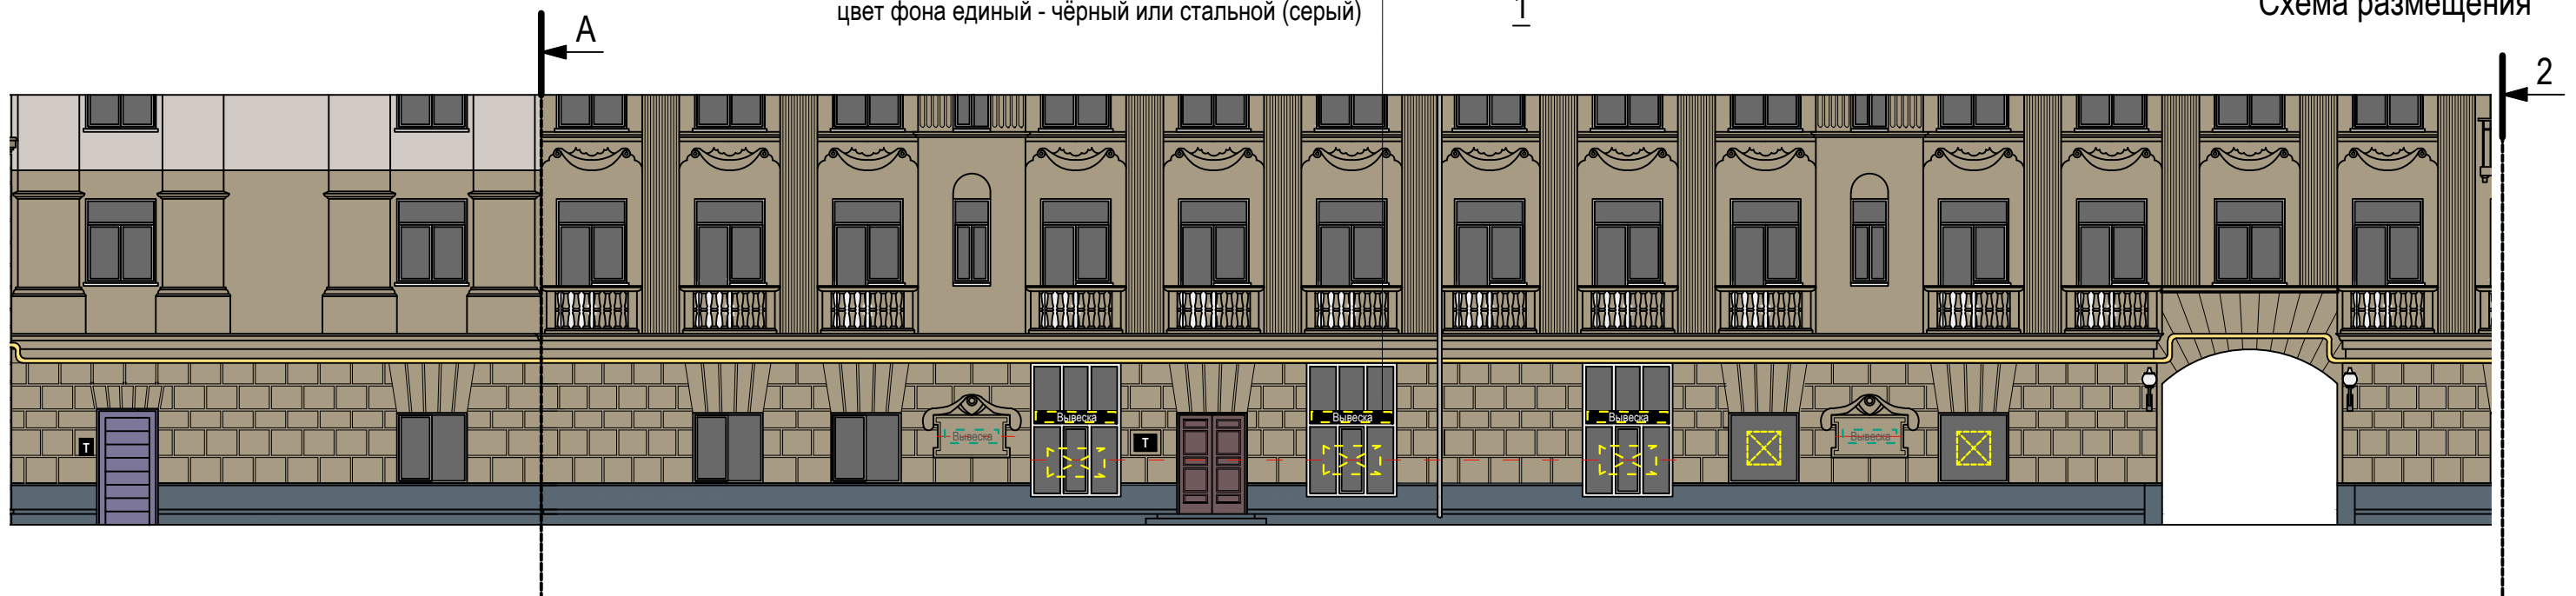 цвет фона единый - чёрный или стальной (серый)
1
Схема размещения
А
2
Вывеска
Вывеска
Вывеска
Т
Вывеска
Т
Вывеска